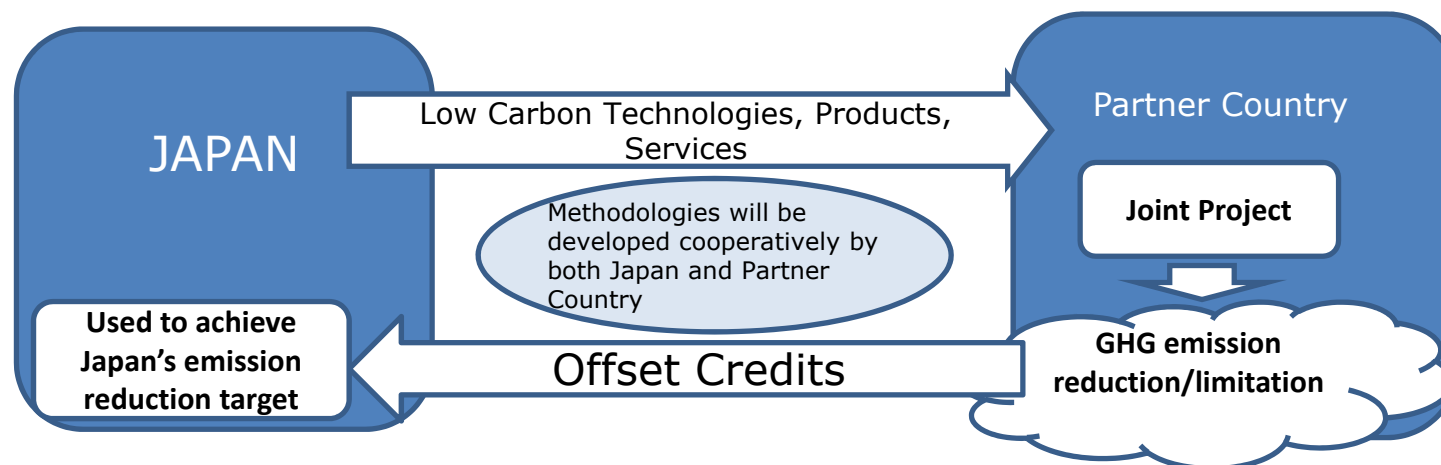 JAPAN
Low Carbon Technologies, Products,
Services
Partner Country
Joint Project
Methodologies will be
developed cooperatively by
both Japan and Partner
Country
Used to achieve
Japan’s emission
reduction target
Offset Credits
GHG emission
reduction/limitation